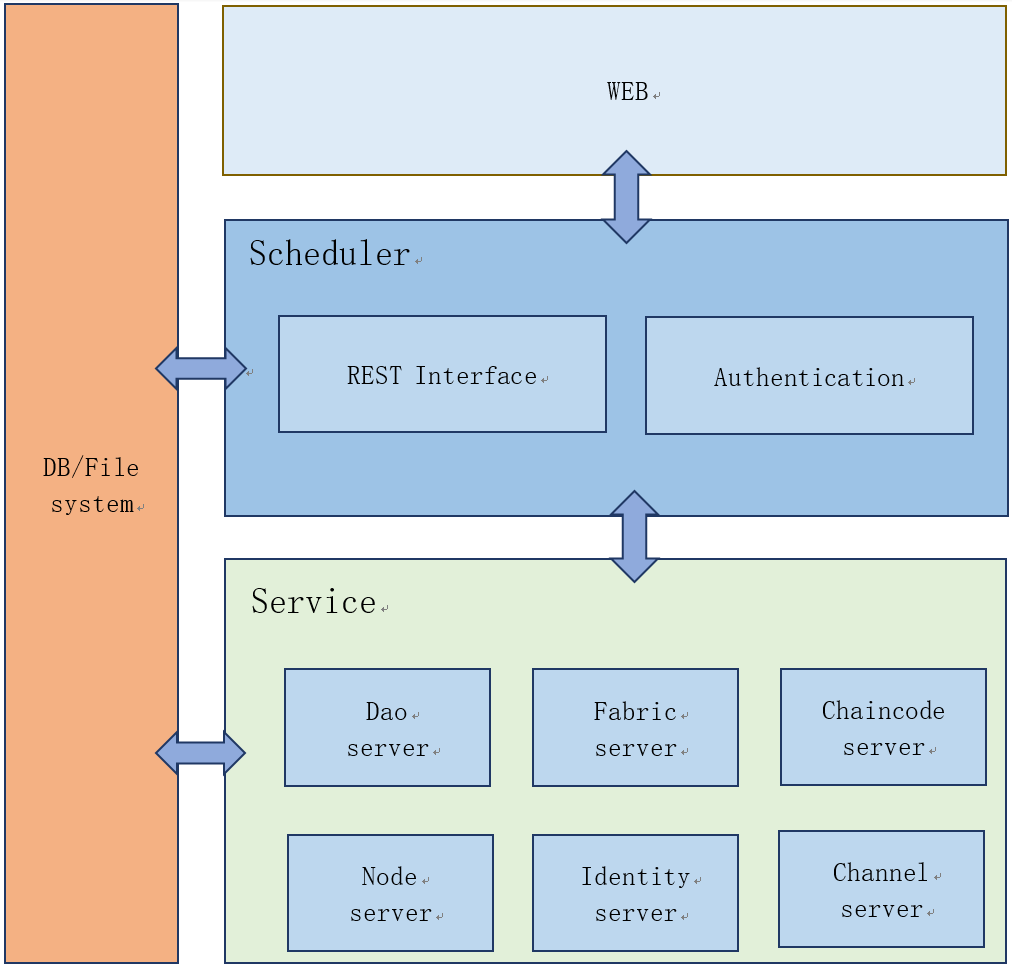 WEB
Scheduler
REST Interface
Authentication
DB/File
system
Service
Dao
server
Fabric
server
Chaincode
server
Node
server
Identity
server
Channel
server